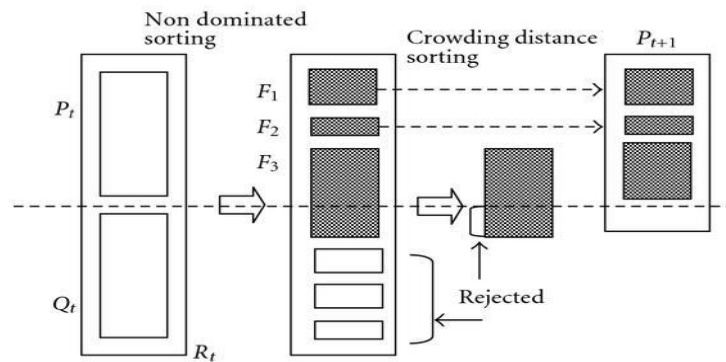 Non dominated
sorting
Crowding distance
sorting
P_{t+1}
P_t
F_1
F_2
F_3
Q_t
Rejected
R_t